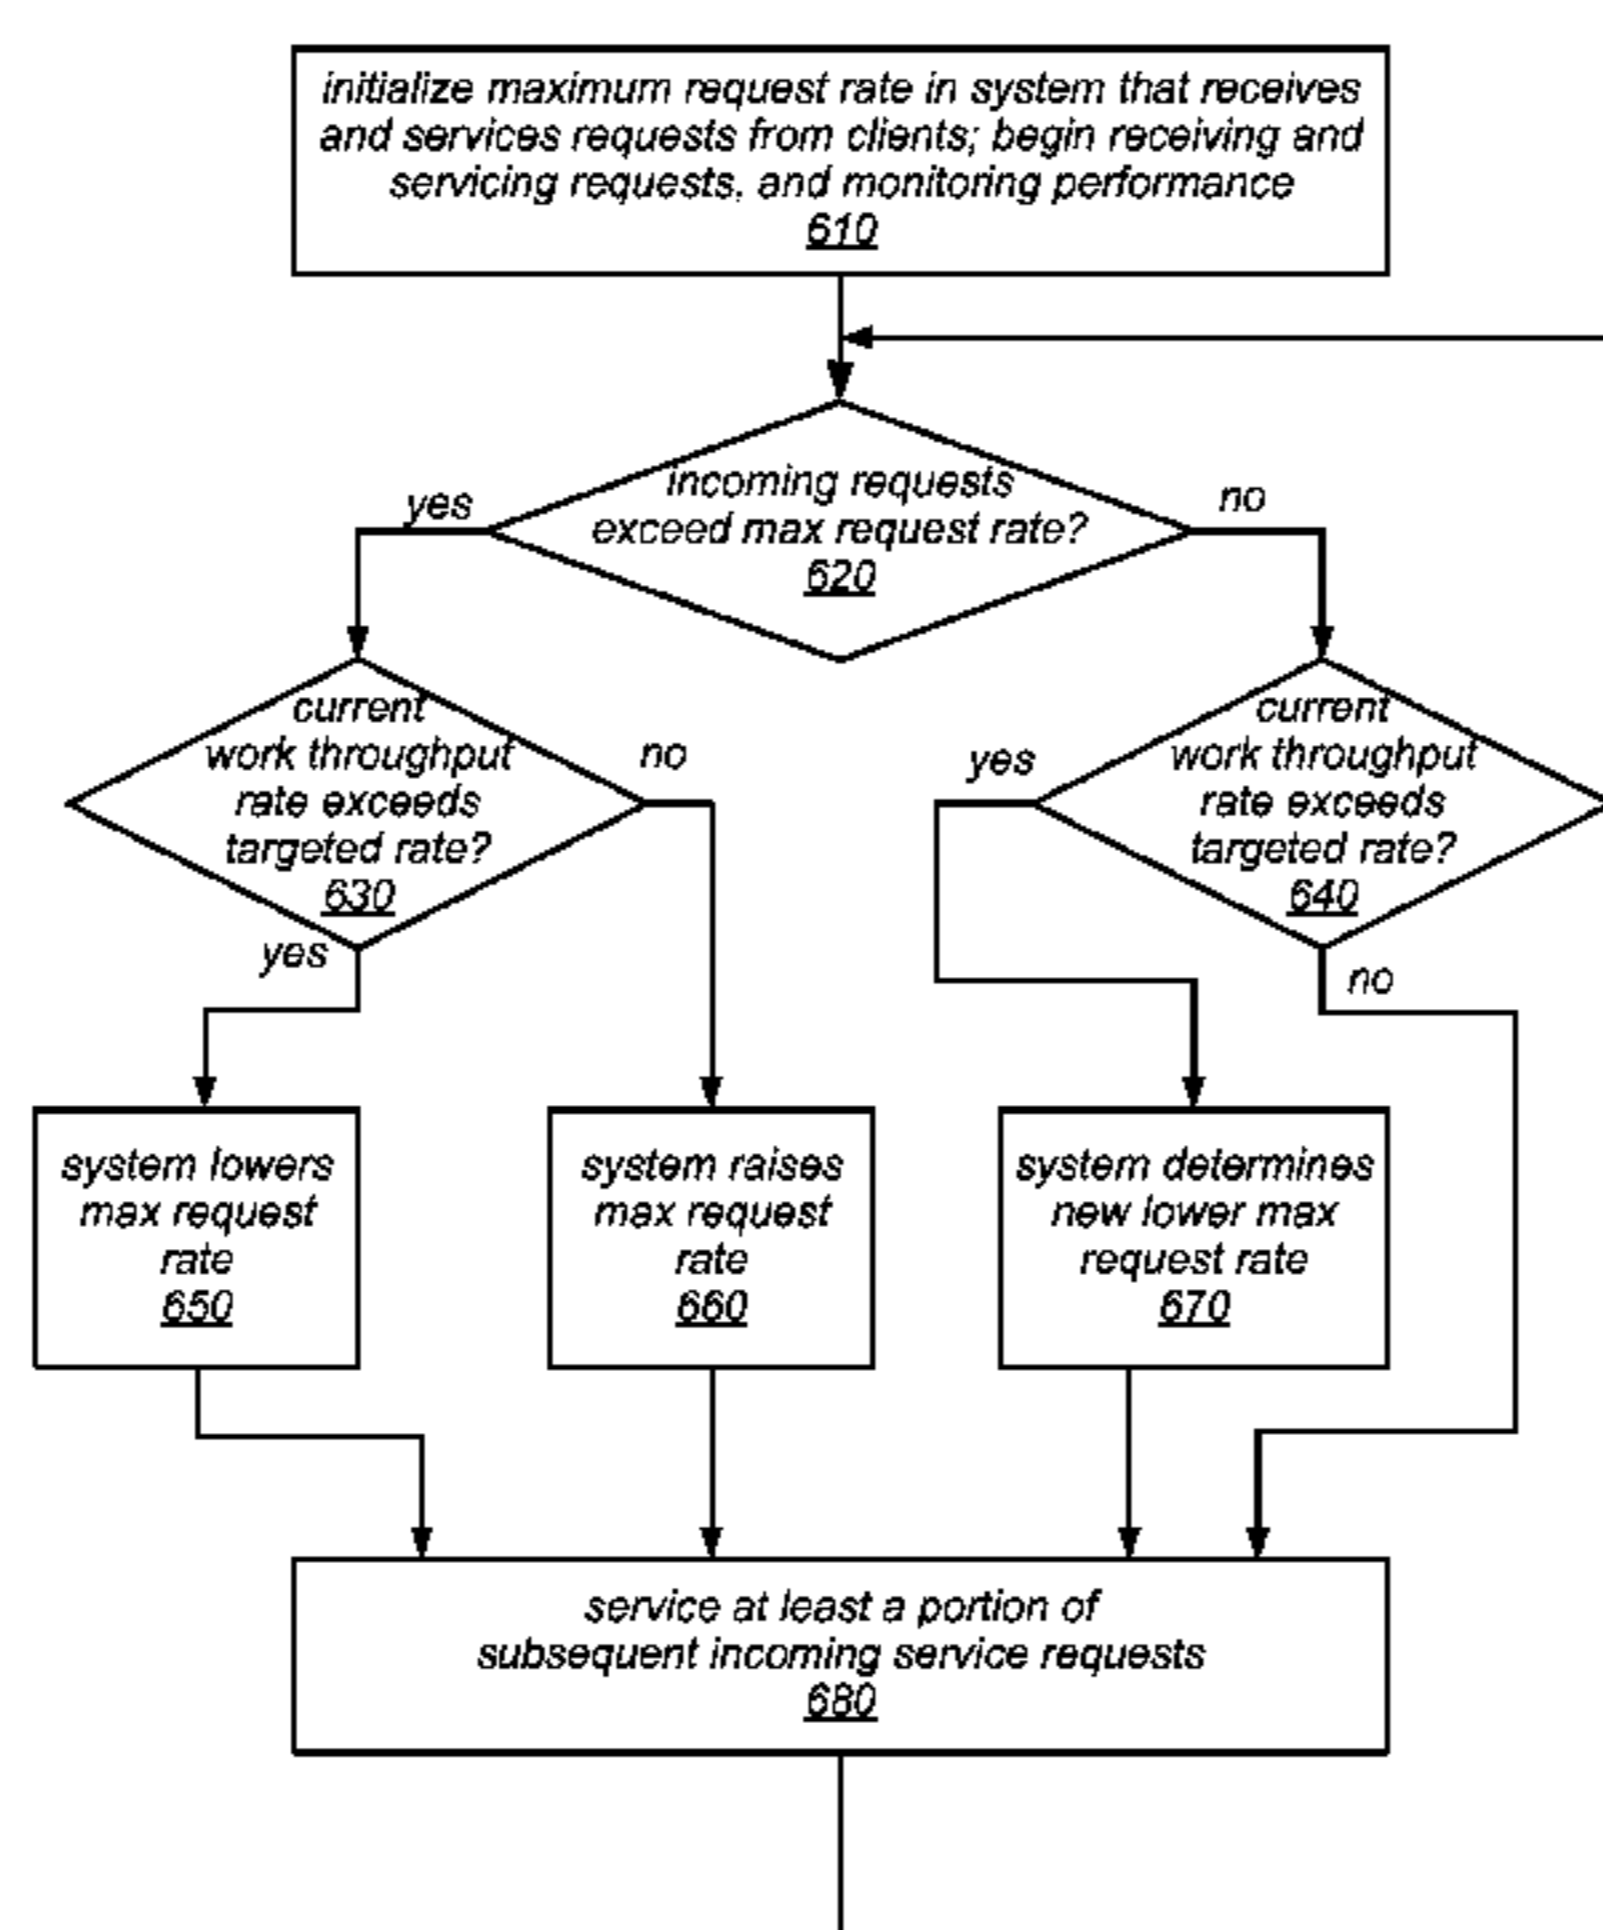 initialize maximum request rate in system that receives
and services requests from clients; begin receiving and
servicing requests, and monitoring performance
610
incoming requests
exceed max request rate?
620
yes
no
current
work throughput
rate exceeds
targeted rate?
630
no
yes
current
work throughput
rate exceeds
targeted rate?
640
yes
no
system lowers
max request
rate
650
system raises
max request
rate
660
system determines
new lower max
request rate
670
service at least a portion of
subsequent incoming service requests
680